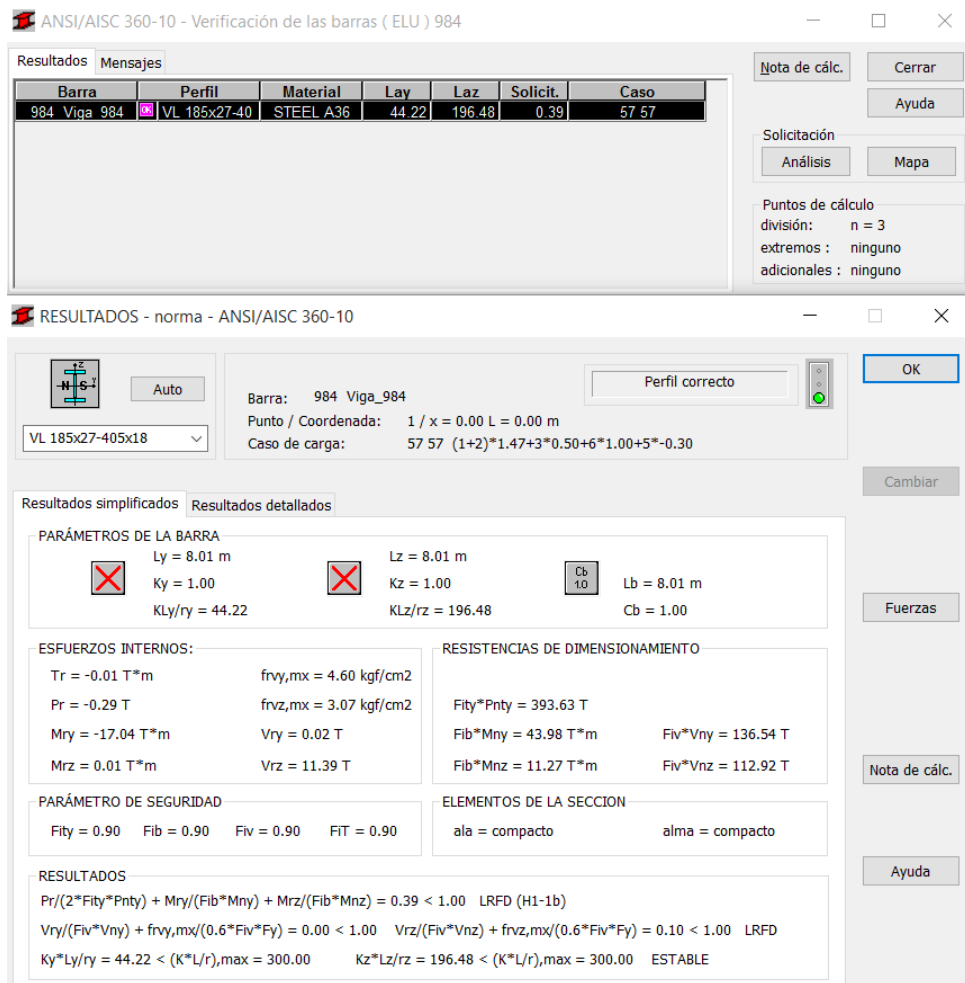 ANSI/AISC 360-10 - Verificación de las barras ( ELU ) 984
Resultados Mensajes
Nota de cálc. Cerrar
Barra Perfil Material Lay Laz Solicit. Caso
984 Viga_984 OK VL 185x27-40 STEEL A36 44.22 196.48 0.39 57 57
Ayuda
Solicitación
Análisis Mapa
Puntos de cálculo
división: n = 3
extremos : ninguno
adicionales : ninguno
RESULTADOS - norma - ANSI/AISC 360-10
Auto
VL 185x27-405x18
Perfil correcto
Barra: 984 Viga_984
Punto / Coordenada: 1 / x = 0.00 L = 0.00 m
Caso de carga: 57 57 (1+2)*1.47+3*0.50+6*1.00+5*-0.30
OK
Cambiar
Resultados simplificados Resultados detallados
PARÁMETROS DE LA BARRA
Ly = 8.01 m Lz = 8.01 m
Ky = 1.00 Kz = 1.00 Cb 1.0 Lb = 8.01 m
KLy/ry = 44.22 KLz/rz = 196.48 Cb = 1.00
Fuerzas
ESFUERZOS INTERNOS: RESISTENCIAS DE DIMENSIONAMIENTO
Tr = -0.01 T*m frvy,mx = 4.60 kgf/cm2
Pr = -0.29 T frvz,mx = 3.07 kgf/cm2 Fity*Pnty = 393.63 T
Mry = -17.04 T*m Vry = 0.02 T Fib*Mny = 43.98 T*m Fiv*Vny = 136.54 T
Mrz = 0.01 T*m Vrz = 11.39 T Fib*Mnz = 11.27 T*m Fiv*Vnz = 112.92 T
Nota de cálc.
PARÁMETRO DE SEGURIDAD ELEMENTOS DE LA SECCION
Fity = 0.90 Fib = 0.90 Fiv = 0.90 FiT = 0.90 ala = compacto alma = compacto
Ayuda
RESULTADOS
Pr/(2*Fity*Pnty) + Mry/(Fib*Mny) + Mrz/(Fib*Mnz) = 0.39 < 1.00 LRFD (H1-1b)
Vry/(Fiv*Vny) + frvy,mx/(0.6*Fiv*Fy) = 0.00 < 1.00 Vrz/(Fiv*Vnz) + frvz,mx/(0.6*Fiv*Fy) = 0.10 < 1.00 LRFD
Ky*Ly/ry = 44.22 < (K*L/r),max = 300.00 Kz*Lz/rz = 196.48 < (K*L/r),max = 300.00 ESTABLE